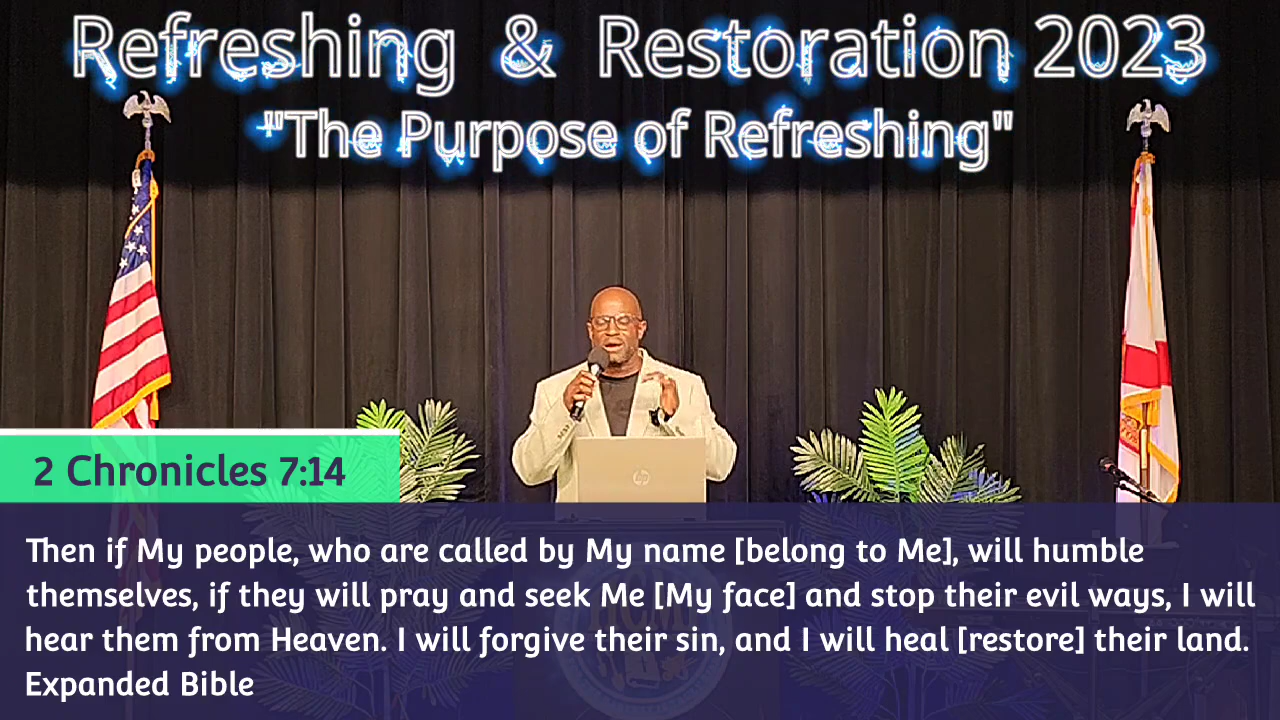 Refreshing & Restoration 2023
"The Purpose of Refreshing"
hp
2 Chronicles 7:14
Then if My people, who are called by My name [belong to Me], will humble
themselves, if they will pray and seek Me [My face] and stop their evil ways, I will
hear them from Heaven. I will forgive their sin, and I will heal [restore] their land.
Expanded Bible